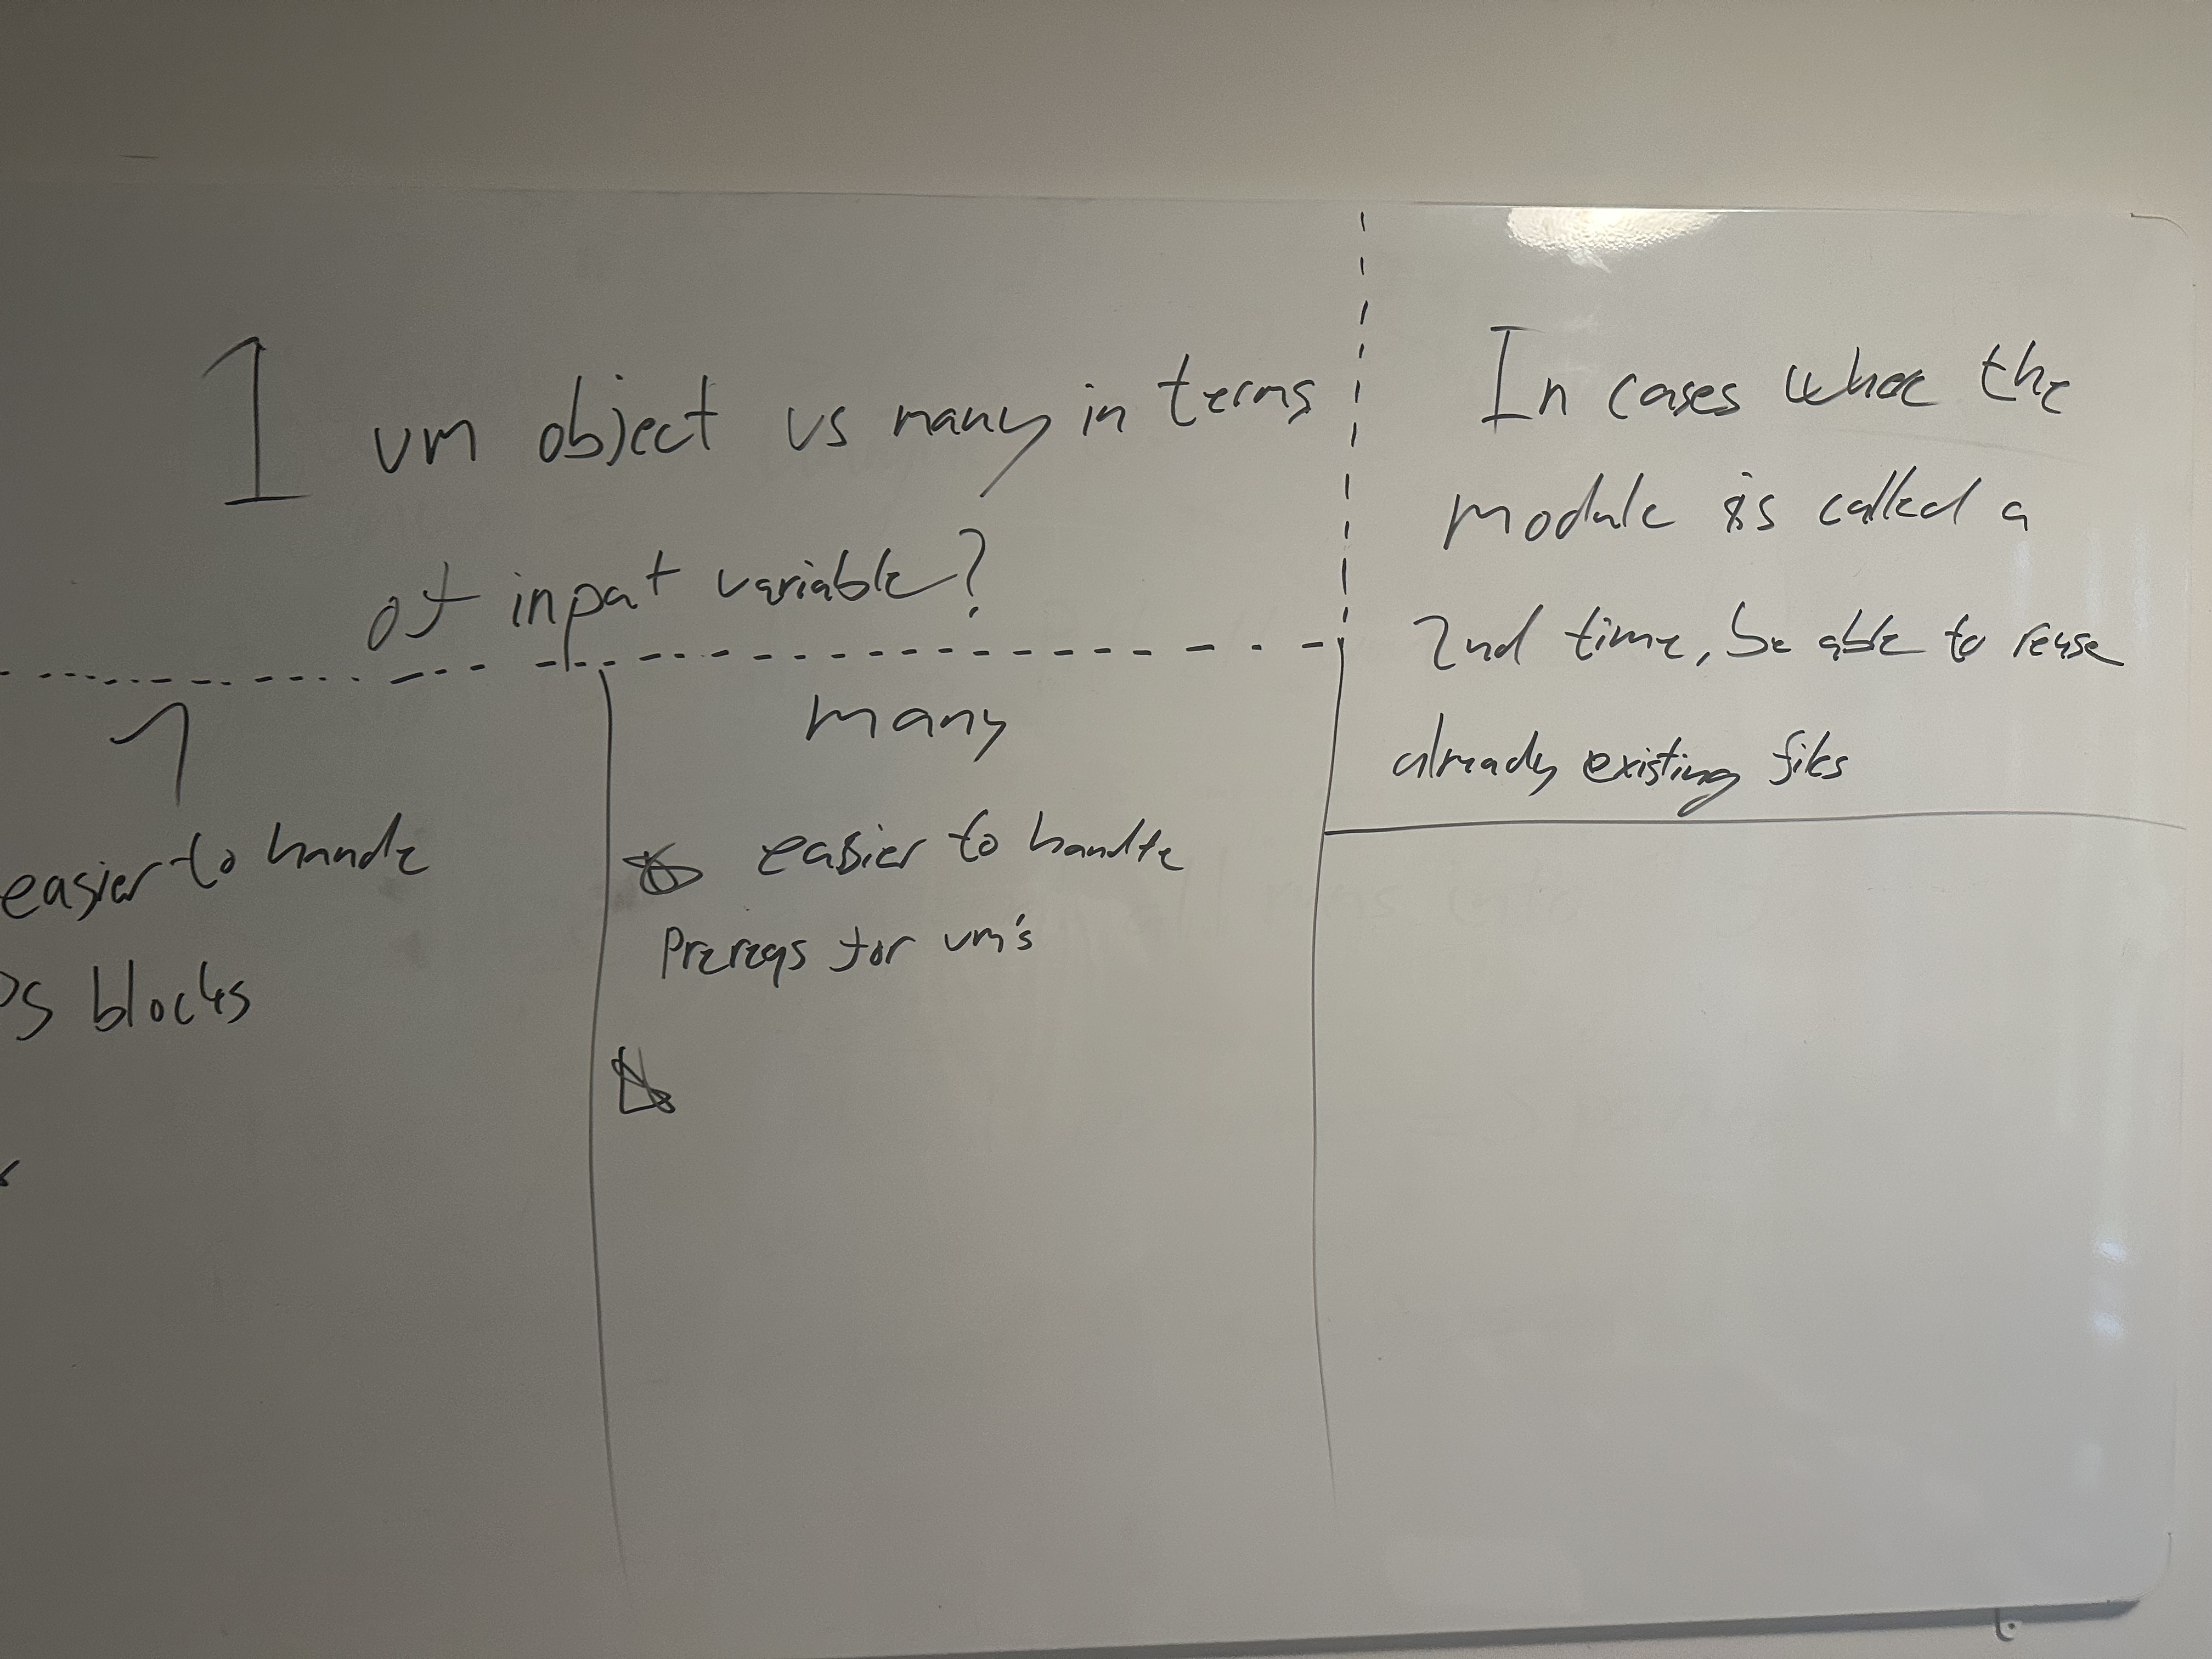 1 vm object vs many in terms
of input variable?
1
easier to handle
blocks
many
easier to handle
Prereqs for vm's
In cases where the
module is called a
2nd time, be able to reuse
already existing files